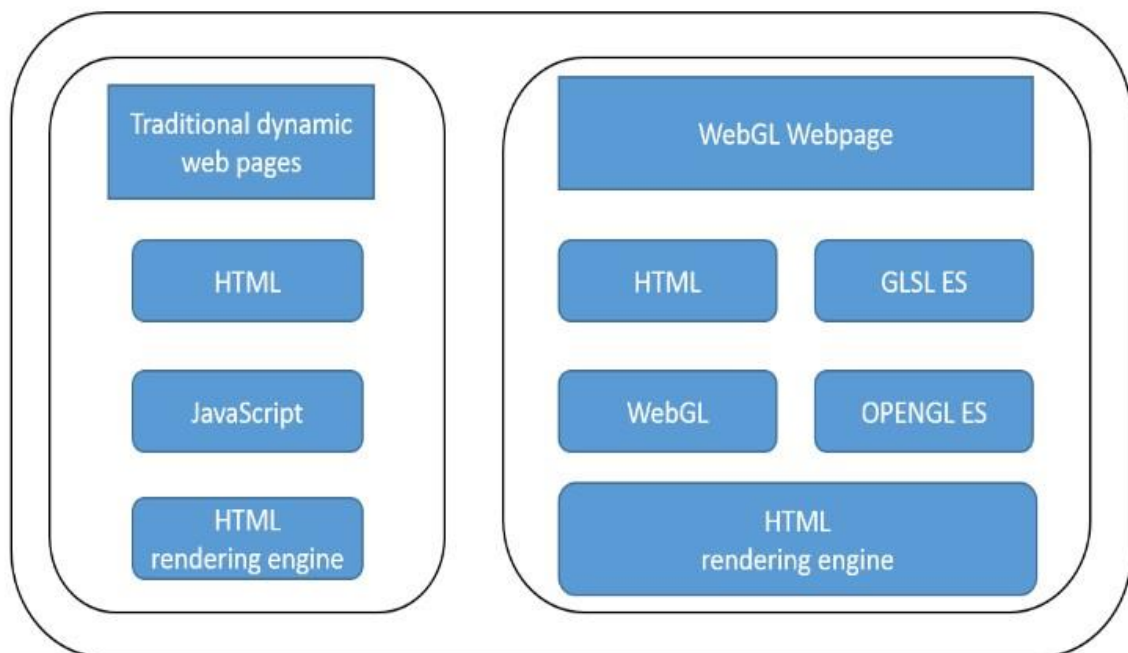 Traditional dynamic
web pages
HTML
JavaScript
HTML
rendering engine
WebGL Webpage
HTML
GLSL ES
WebGL
OPENGL ES
HTML
rendering engine